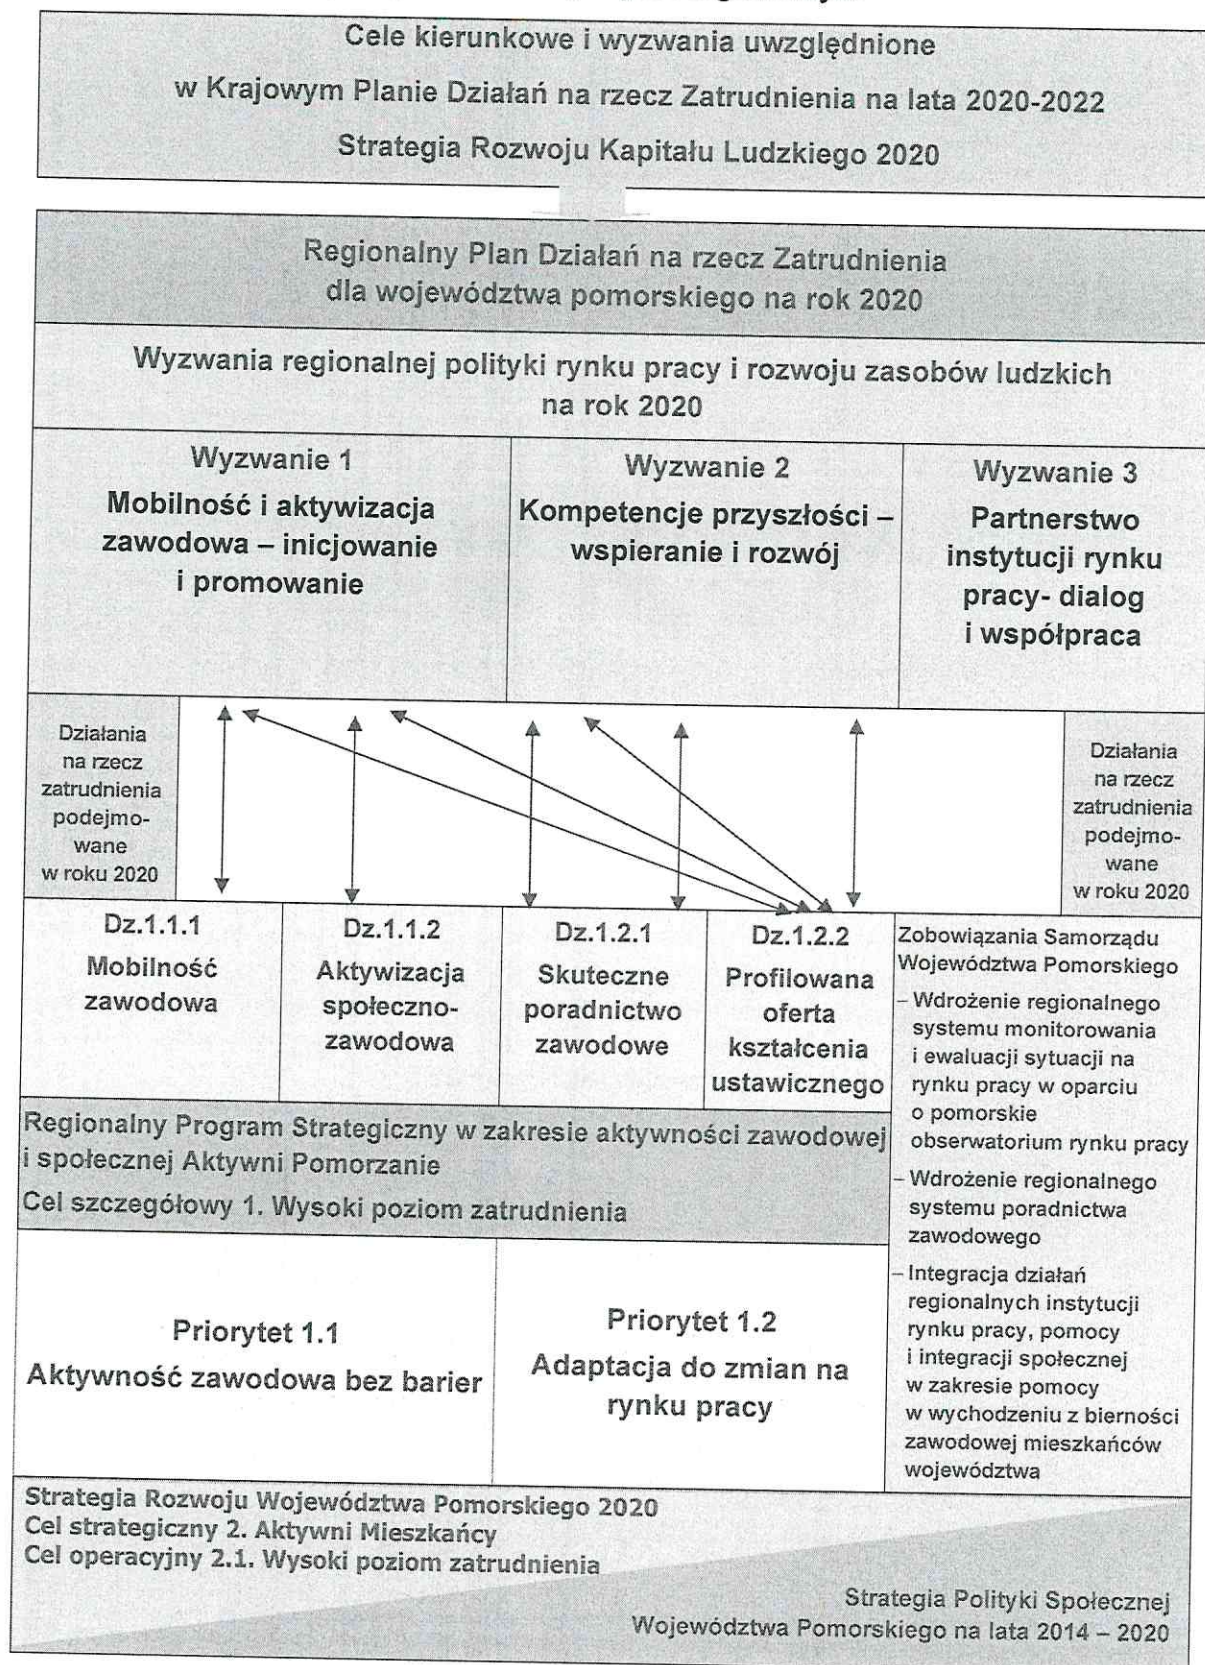 Cele kierunkowe i wyzwania uwzględnione
w Krajowym Planie Działań na rzecz Zatrudnienia na lata 2020-2022
Strategia Rozwoju Kapitału Ludzkiego 2020
Regionalny Plan Działań na rzecz Zatrudnienia
dla województwa pomorskiego na rok 2020
Wyzwania regionalnej polityki rynku pracy i rozwoju zasobów ludzkich
na rok 2020
Wyzwanie 1
Mobilność i aktywizacja
zawodowa – inicjowanie
i promowanie
Wyzwanie 2
Kompetencje przyszłości –
wspieranie i rozwój
Wyzwanie 3
Partnerstwo
instytucji rynku
pracy- dialog
i współpraca
Działania
na rzecz
zatrudnienia
podejmo-
wane
w roku 2020
Działania
na rzecz
zatrudnienia
podejmo-
wane
w roku 2020
Dz.1.1.1
Mobilność
zawodowa
Dz.1.1.2
Aktywizacja
społeczno-
zawodowa
Dz.1.2.1
Skuteczne
poradnictwo
zawodowe
Dz.1.2.2
Profilowana
oferta
kształcenia
ustawicznego
Zobowiązania Samorządu
Województwa Pomorskiego
– Wdrożenie regionalnego
systemu monitorowania
i ewaluacji sytuacji na
rynku pracy w oparciu
o pomorskie
obserwatorium rynku pracy
– Wdrożenie regionalnego
systemu poradnictwa
zawodowego
– Integracja działań
regionalnych instytucji
rynku pracy, pomocy
i integracji społecznej
w zakresie pomocy
w wychodzeniu z bierności
zawodowej mieszkańców
województwa
Regionalny Program Strategiczny w zakresie aktywności zawodowej
i społecznej Aktywni Pomorzanie
Cel szczegółowy 1. Wysoki poziom zatrudnienia
Priorytet 1.1
Aktywność zawodowa bez barier
Priorytet 1.2
Adaptacja do zmian na
rynku pracy
Strategia Rozwoju Województwa Pomorskiego 2020
Cel strategiczny 2. Aktywni Mieszkańcy
Cel operacyjny 2.1. Wysoki poziom zatrudnienia
Strategia Polityki Społecznej
Województwa Pomorskiego na lata 2014 – 2020